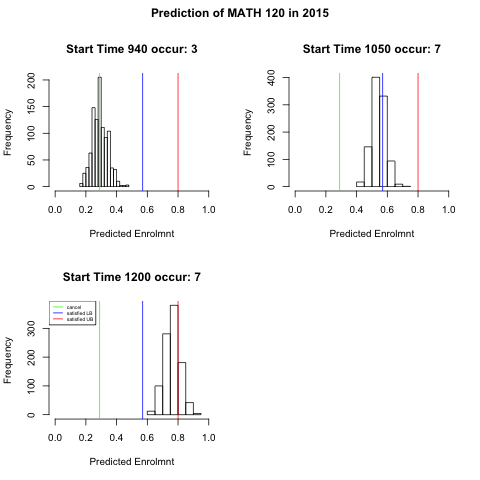 Prediction of MATH 120 in 2015
Start Time 940 occur: 3
Frequency
0 50 100 150 200
0.0 0.2 0.4 0.6 0.8 1.0
Predicted Enrolmnt
Start Time 1050 occur: 7
Frequency
0 100 200 300 400
0.0 0.2 0.4 0.6 0.8 1.0
Predicted Enrolmnt
Start Time 1200 occur: 7
cancel
satisfied LB
satisfied UB
Frequency
0 100 200 300
0.0 0.2 0.4 0.6 0.8 1.0
Predicted Enrolmnt